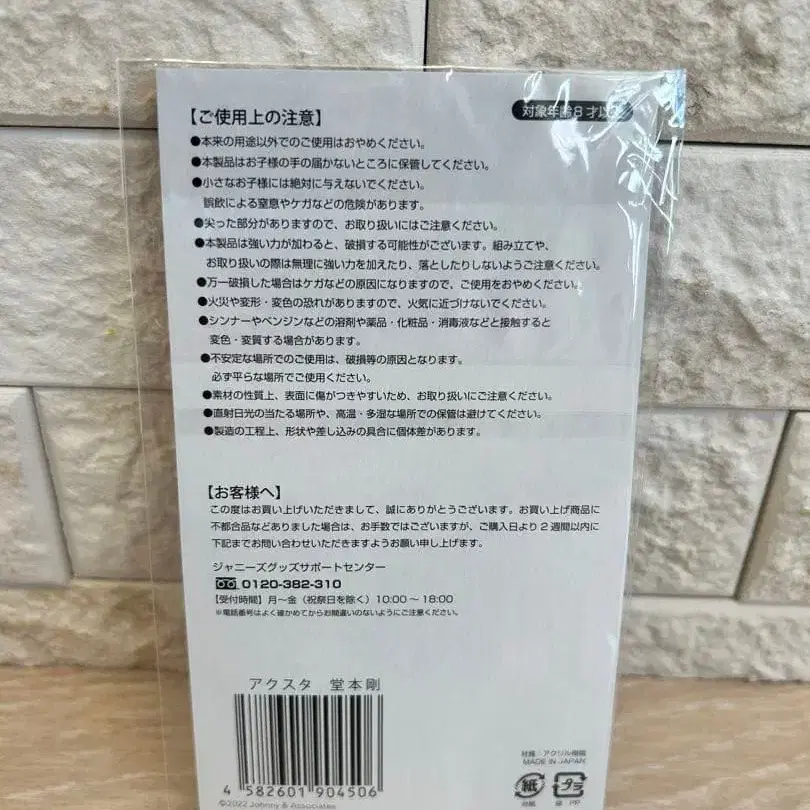 【ご使用上の注意】
対象年齢8才以
●本来の用途以外でのご使用はおやめください。
●本製品はお子様の手の届かないところに保管してください。
●小さなお子様には絶対に与えないでください。
誤飲による窒息やケガなどの危険があります。
●尖った部分がありますので、お取り扱いにはご注意ください。
●本製品は強い力が加わると、破損する可能性がございます。組み立てや、
お取り扱いの際は無理に強い力を加えたり、落としたりしないようご注意ください。
●万一破損した場合はケガなどの原因になりますので、ご使用をおやめください。
●火災や変形・変色の恐れがありますので、火気に近づけないでください。
●シンナーやベンジンなどの溶剤や薬品・化粧品・消毒液などと接触すると
変色・変質する場合があります。
●不安定な場所でのご使用は、破損等の原因となります。
必ず平らな場所でご使用ください。
●素材の性質上、表面に傷がつきやすいため、お取り扱いにご注意ください。
●直射日光の当たる場所や、高温・多湿な場所での保管は避けてください。
●製造の工程上、形状や差し込みの具合に個体差があります。
【お客様へ】
この度はお買い上げいただきまして、誠にありがとうございます。お買い上げ商品に
不都合品などありました場合は、お手数ではございますが、ご購入日より2週間以内に
下記までお問い合わせいただきますようお願い申し上げます。
ジャニーズグッズサポートセンター
0120-382-310
【受付時間】月〜金（祝祭日を除く）10:00〜18:00
※電話番号はよく確かめてからお間違いのないようにご注意ください。
アクスタ 堂本剛
4 582601 904506
©2022 Johnny & Associates
材質：アクリル樹脂
MADE IN JAPAN
紙 プラ
台紙 袋 PP